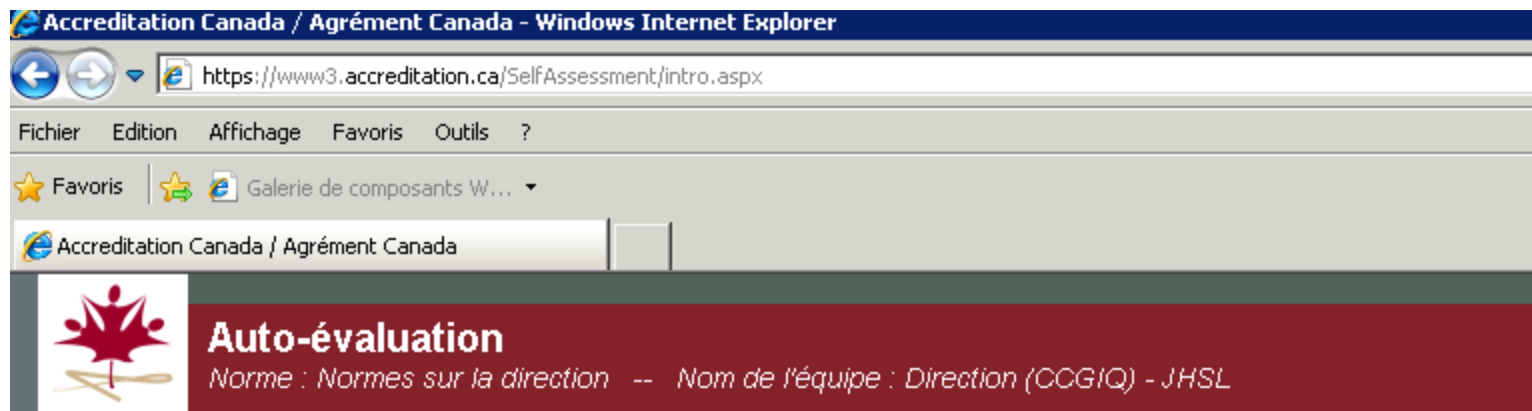 Accreditation Canada / Agrément Canada - Windows Internet Explorer
https://www3.accreditation.ca/SelfAssessment/intro.aspx
Fichier Edition Affichage Favoris Outils ?
Favoris Galerie de composants W...
Accreditation Canada / Agrément Canada
Auto-évaluation
Norme : Normes sur la direction -- Nom de l'équipe : Direction (CCGIQ) - JHSL